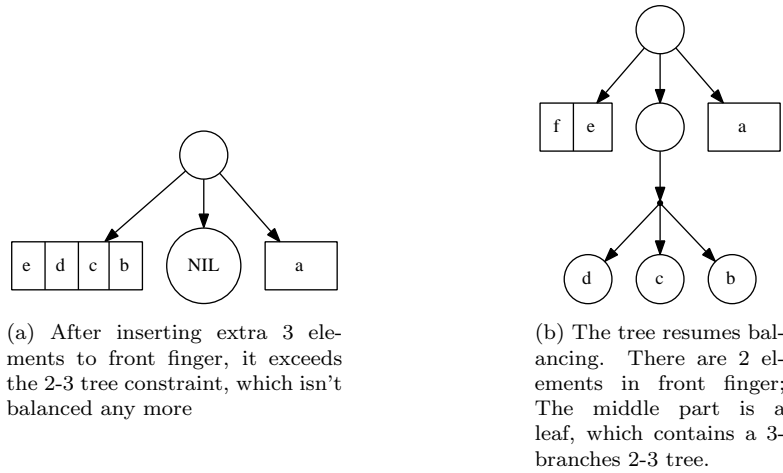 e d c b NIL a
(a) After inserting extra 3 ele-
ments to front finger, it exceeds
the 2-3 tree constraint, which isn't
balanced any more
f e a
d c b
(b) The tree resumes bal-
ancing. There are 2 el-
ements in front finger;
The middle part is a
leaf, which contains a 3-
branches 2-3 tree.